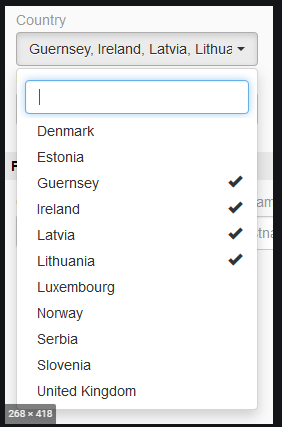 Country
Guernsey, Ireland, Latvia, Lithua
Denmark
Estonia
Guernsey
Ireland
Latvia
Lithuania
Luxembourg
Norway
Serbia
Slovenia
United Kingdom
268 × 418